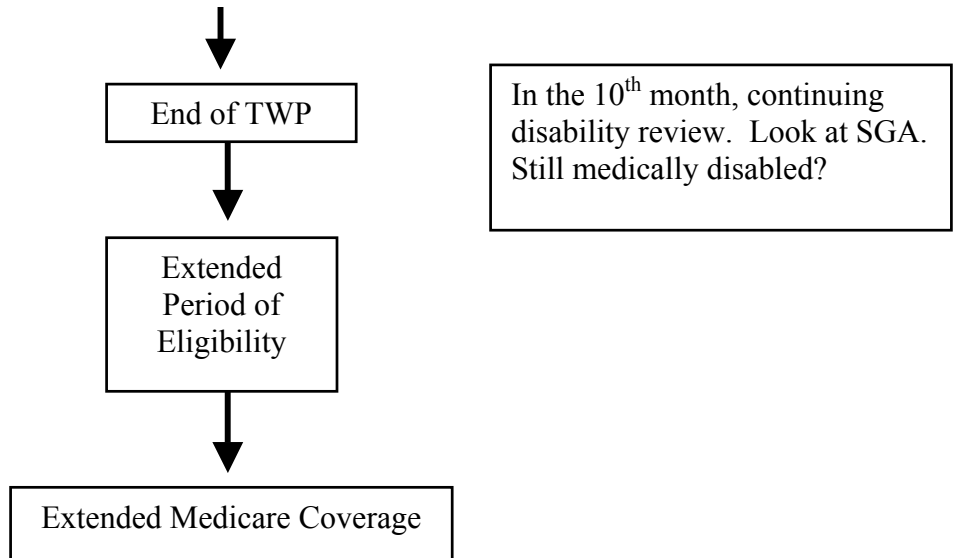 End of TWP
In the 10th month, continuing
disability review.  Look at SGA.
Still medically disabled?
Extended
Period of
Eligibility
Extended Medicare Coverage